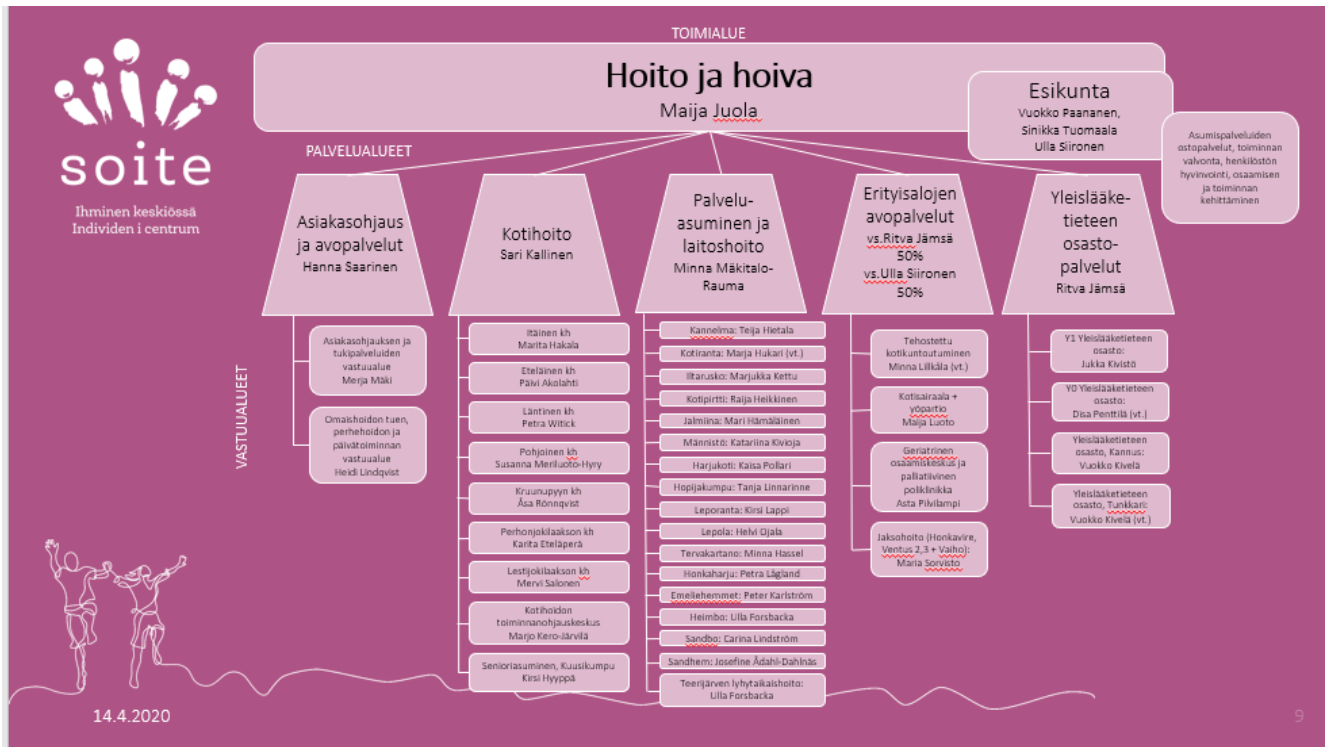 TOIMIALUE
Hoito ja hoiva
Maija Juola
Esikunta
Vuokko Paananen,
Sinikka Tuomaala
Ulla Siironen
Asumispalveluiden
ostopalvelut, toiminnan
valvonta, henkilöstön
hyvinvointi, osaamisen
ja toiminnan
kehittäminen
soite
Ihminen keskiössä
Individen i centrum
PALVELUALUEET
Asiakasohjaus
ja avopalvelut
Hanna Saarinen
Kotihoito
Sari Kallinen
Palvelu-
asuminen ja
laitoshoito
Minna Mäkitalo-
Rauma
Erityisalojen
avopalvelut
vs.Ritva Jämsä
50%
vs.Ulla Siironen
50%
Yleislääke-
tieteen
osasto-
palvelut
Ritva Jämsä
VASTUUALUEET
Asiakasohjauksen ja
tukipalveluiden
vastuualue
Merja Mäki
Omaishoidon tuen,
perhehoidon ja
päivätoiminnan
vastuualue
Heidi Lindqvist
Itäinen kh
Marita Hakala
Eteläinen kh
Päivi Akolahti
Läntinen kh
Petra Witick
Pohjoinen kh
Susanna Meriluoto-Hyry
Kruunupyyn kh
Åsa Rönnqvist
Perhonjokilaakson kh
Karita Eteläperä
Lestijokilaakson kh
Mervi Salonen
Kotihoidon
toiminnanohjauskeskus
Marjo Kero-Järvilä
Senioriasuminen, Kuusikumpu
Kirsi Hyyppä
Kannelma: Teija Hietala
Kotiranta: Marja Hukari (vt.)
Iltarusko: Marjukka Kettu
Kotipirtti: Raija Heikkinen
Jalmiina: Mari Hämäläinen
Männistö: Katariina Kivioja
Harjukoti: Kaisa Pollari
Hopijakumpu: Tanja Linnarinne
Leporanta: Kirsi Lappi
Lepola: Helvi Ojala
Tervakartano: Minna Hassel
Honkaharju: Petra Lågland
Emeliehemmet: Peter Karlström
Heimbo: Ulla Forsbacka
Sandbo: Carina Lindström
Sandhem: Josefine Ådahl-Dahlnäs
Teerijärven lyhytaikaishoito:
Ulla Forsbacka
Tehostettu
kotikuntoutuminen
Minna Lillkåla (vt.)
Kotisairaala +
yöpartio
Maija Luoto
Geriatrinen
osaamiskeskus ja
palliatiivinen
poliklinikka
Asta Pilvilampi
Jaksohoito (Honkavire,
Ventus 2,3 + Vaiho):
Maria Sorvisto
Y1 Yleislääketieteen
osasto:
Jukka Kivistö
Y0 Yleislääketieteen
osasto:
Disa Penttilä (vt.)
Yleislääketieteen
osasto, Kannus:
Vuokko Kivelä
Yleislääketieteen
osasto, Tunkkari:
Vuokko Kivelä (vt.)
14.4.2020
9